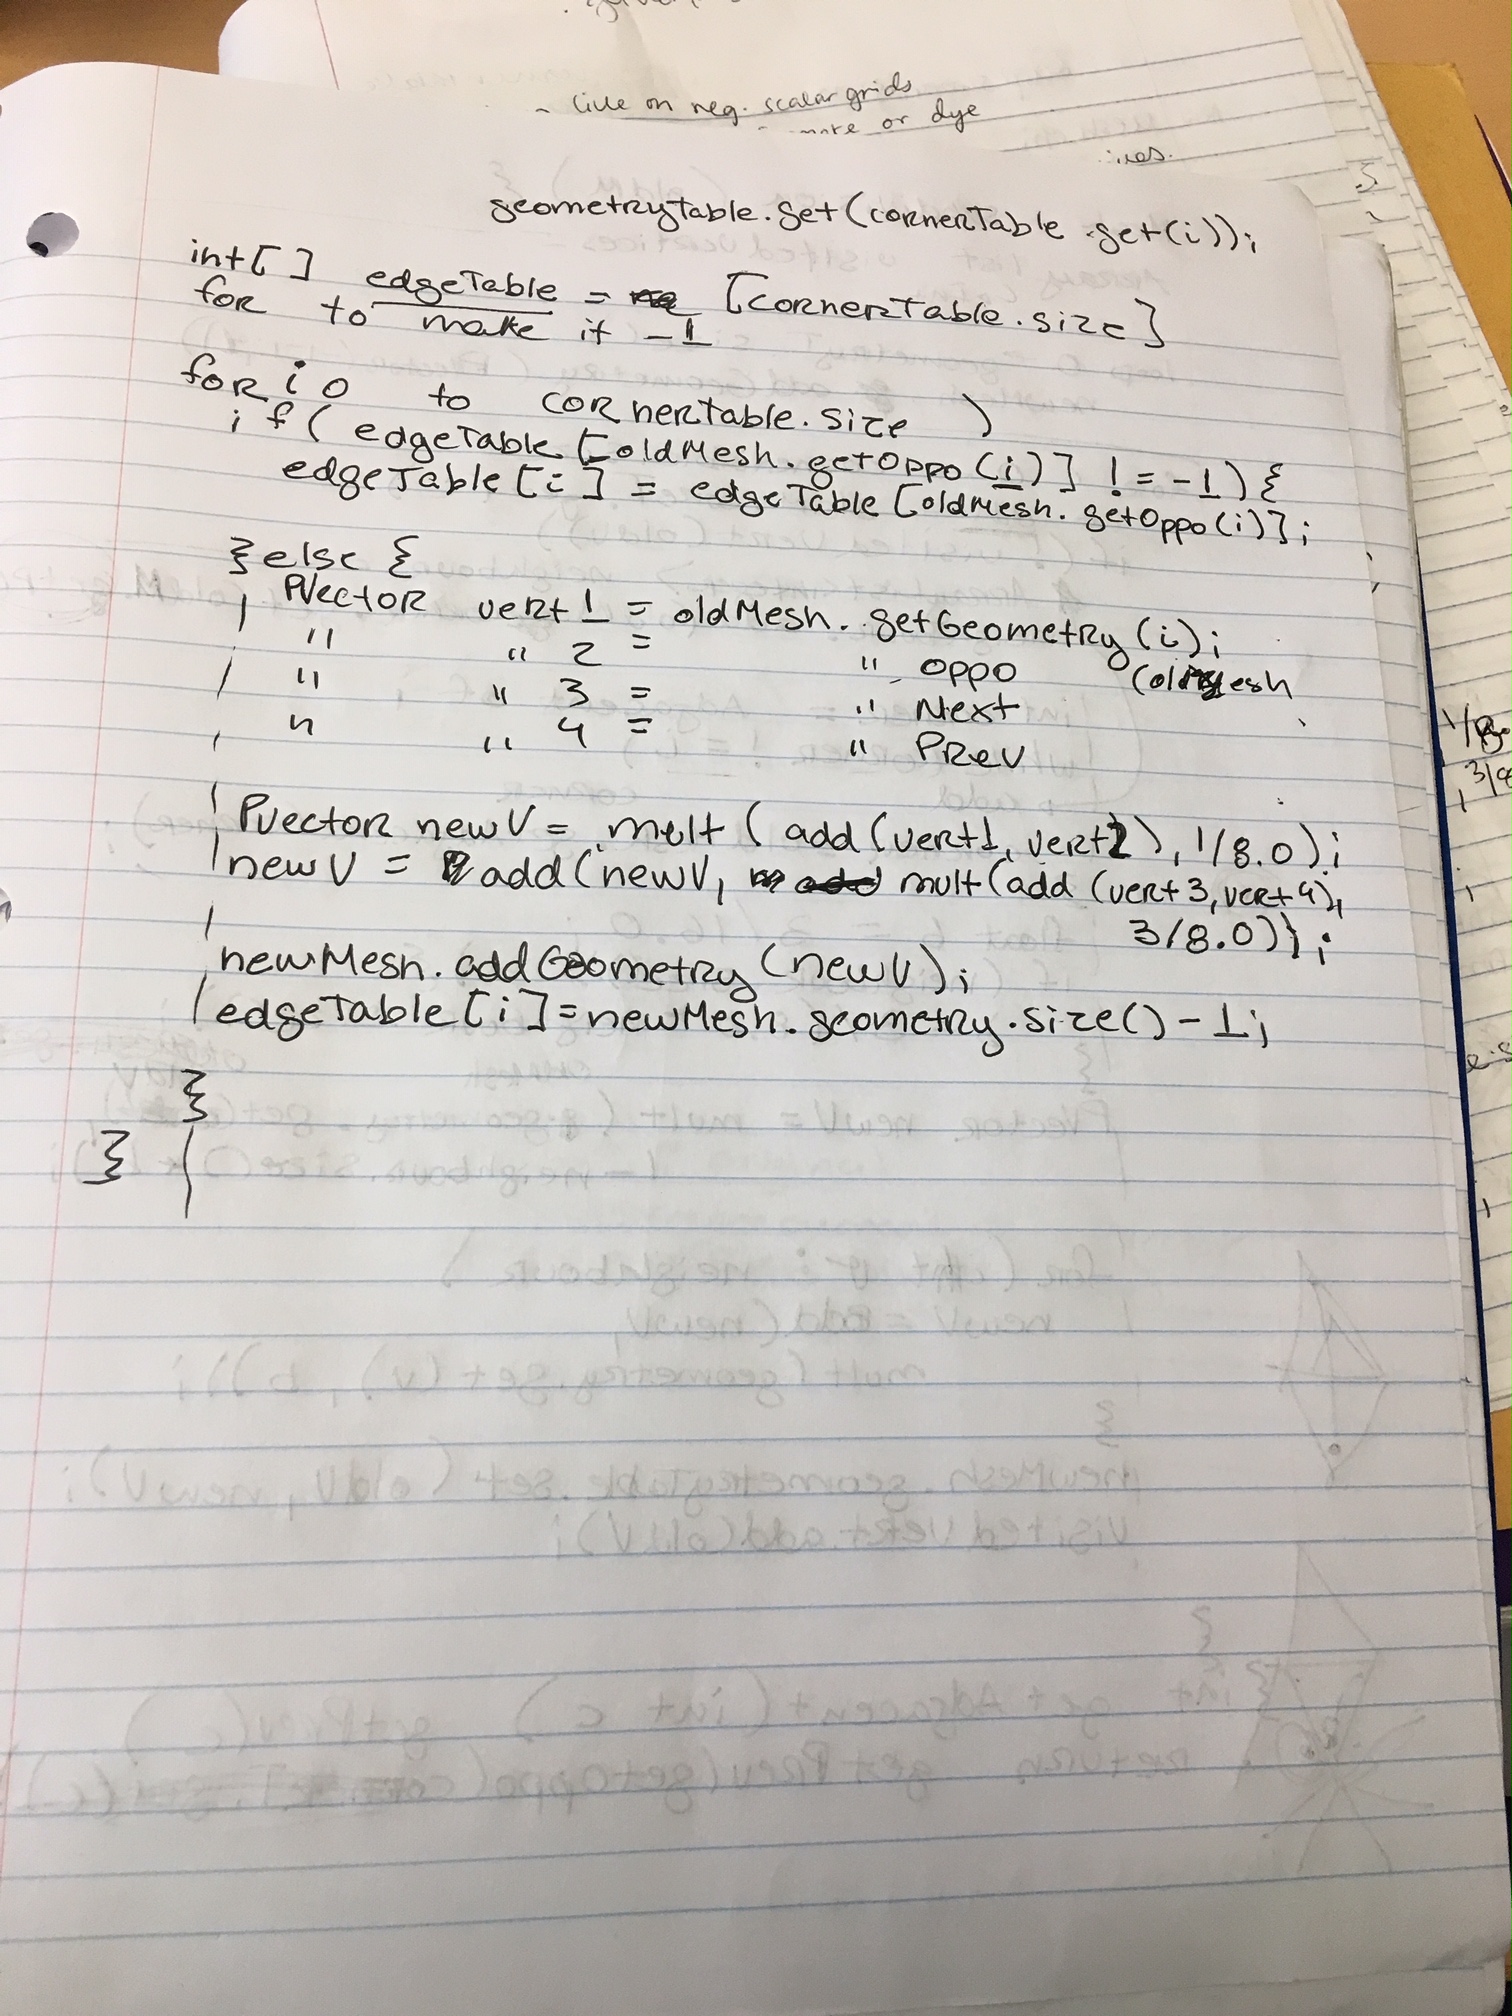 - live on neg. scalar grids
or dye
geometryTable.get(cornerTable.get(i));
int[] edgeTable = [cornerTable.size]
for to make it -1
for i 0 to cornertable.size )
if( edgeTable[oldMesh.getOppo(i)] != -1){
edgeTable[i] = edgeTable[oldMesh.getOppo(i)];
}else {
PVector vert1 = oldMesh.getGeometry(i);
" " 2 = " oppo (oldMesh
" " 3 = " Next
" " 4 = " Prev
PVector newV = mult( add(vert1, vert2), 1/8.0);
newV = add(newV, mult(add(vert3,vert4),
3/8.0));
newMesh.addGeometry(newV);
edgeTable[i]=newMesh.geometry.size()-1;
}
}